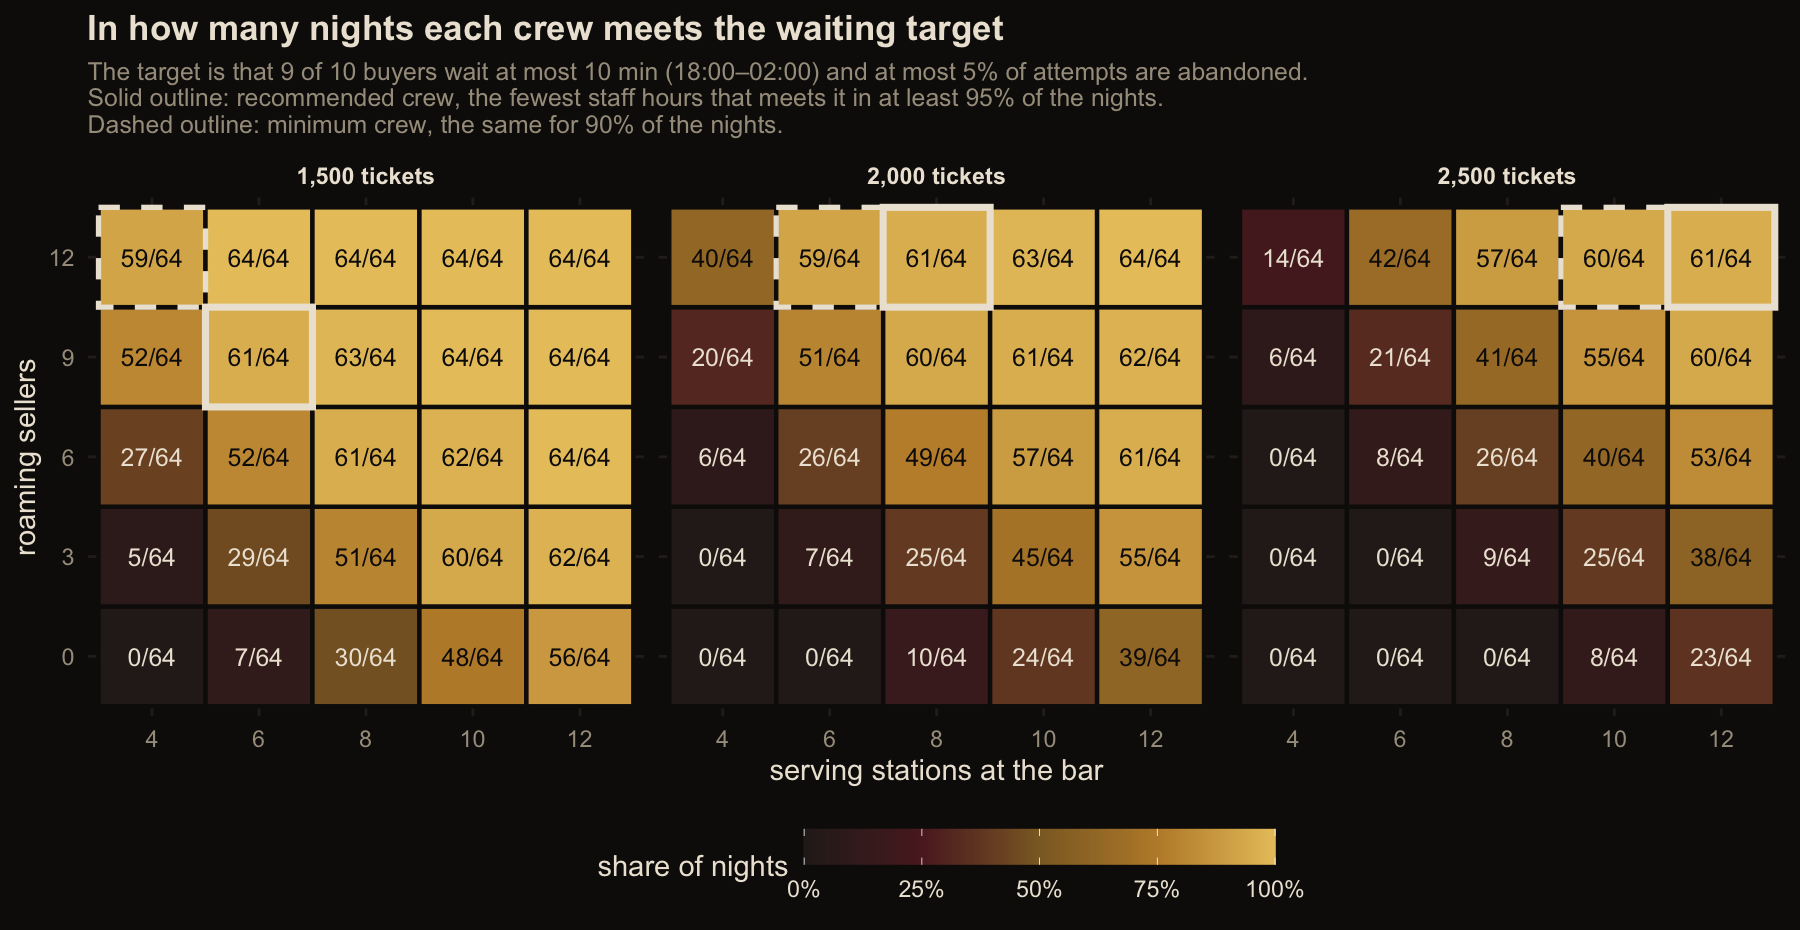 In how many nights each crew meets the waiting target
The target is that 9 of 10 buyers wait at most 10 min (18:00–02:00) and at most 5% of attempts are abandoned.
Solid outline: recommended crew, the fewest staff hours that meets it in at least 95% of the nights.
Dashed outline: minimum crew, the same for 90% of the nights.
1,500 tickets 2,000 tickets 2,500 tickets
roaming sellers
12 59/64 64/64 64/64 64/64 64/64 40/64 59/64 61/64 63/64 64/64 14/64 42/64 57/64 60/64 61/64
9 52/64 61/64 63/64 64/64 64/64 20/64 51/64 60/64 61/64 62/64 6/64 21/64 41/64 55/64 60/64
6 27/64 52/64 61/64 62/64 64/64 6/64 26/64 49/64 57/64 61/64 0/64 8/64 26/64 40/64 53/64
3 5/64 29/64 51/64 60/64 62/64 0/64 7/64 25/64 45/64 55/64 0/64 0/64 9/64 25/64 38/64
0 0/64 7/64 30/64 48/64 56/64 0/64 0/64 10/64 24/64 39/64 0/64 0/64 0/64 8/64 23/64
4 6 8 10 12 4 6 8 10 12 4 6 8 10 12
serving stations at the bar
share of nights
0% 25% 50% 75% 100%